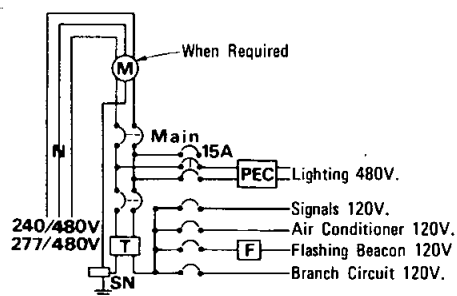 When Required
M
Main
15A
N
PEC
Lighting 480V.
Signals 120V.
240/480V
277/480V
T
Air Conditioner 120V.
F
Flashing Beacon 120V
Branch Circuit 120V.
SN